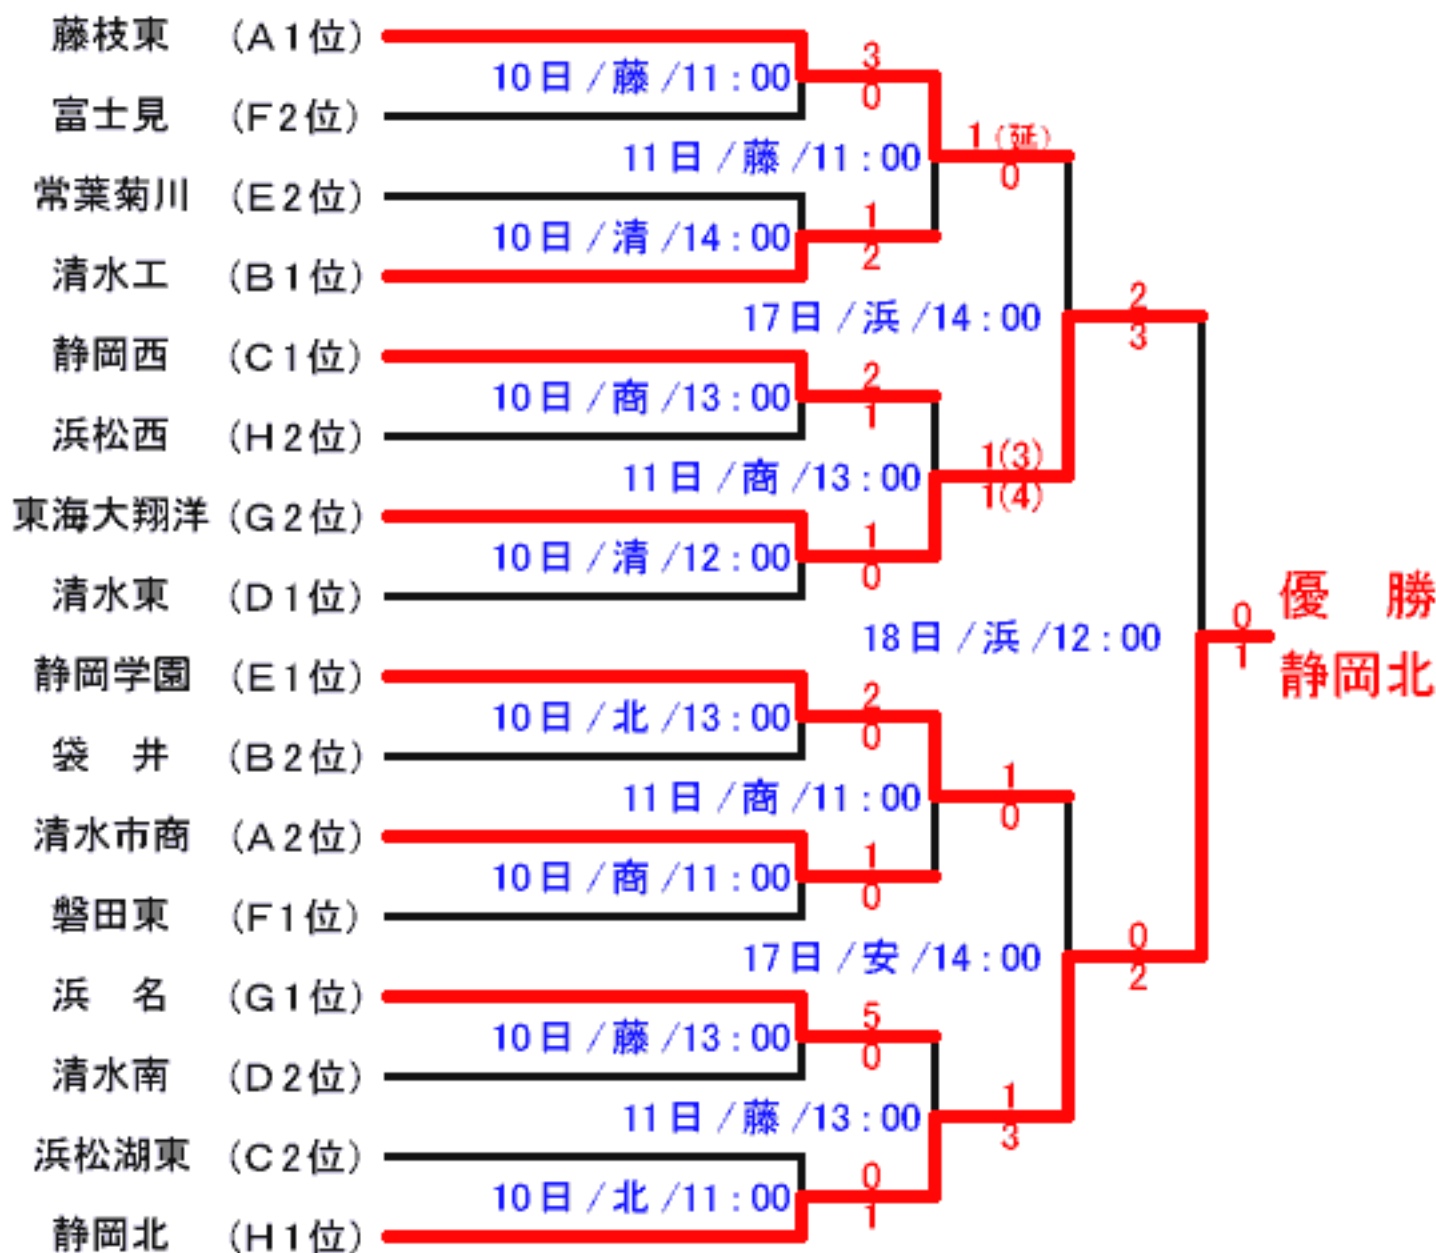 藤枝東 (A1位)
3
10日/藤/11:00
0
富士見 (F2位)
1(延)
11日/藤/11:00
0
常葉菊川 (E2位)
1
10日/清/14:00
2
清水工 (B1位)
2
17日/浜/14:00
3
静岡西 (C1位)
2
10日/商/13:00
1
浜松西 (H2位)
1(3)
11日/商/13:00
1(4)
東海大翔洋 (G2位)
1
10日/清/12:00
0
清水東 (D1位)
優 勝
0
18日/浜/12:00
1
静岡北
静岡学園 (E1位)
2
10日/北/13:00
0
袋 井 (B2位)
1
11日/商/11:00
0
清水市商 (A2位)
1
10日/商/11:00
0
磐田東 (F1位)
0
17日/安/14:00
2
浜 名 (G1位)
5
10日/藤/13:00
0
清水南 (D2位)
1
11日/藤/13:00
3
浜松湖東 (C2位)
0
10日/北/11:00
1
静岡北 (H1位)